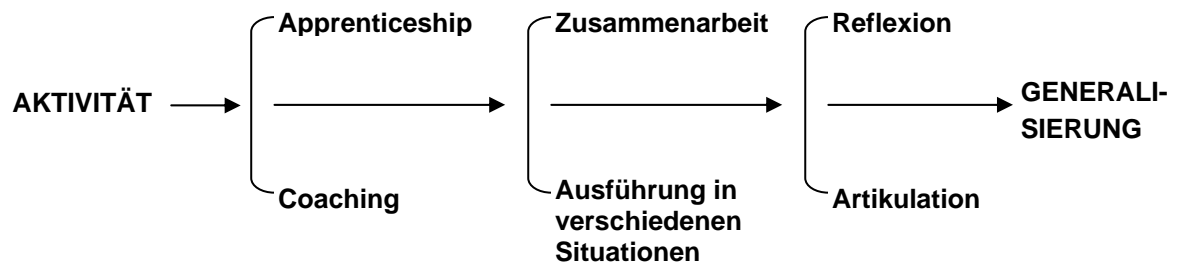 Apprenticeship
Zusammenarbeit
Reflexion
AKTIVITÄT
GENERALI-
SIERUNG
Coaching
Ausführung in
verschiedenen
Situationen
Artikulation